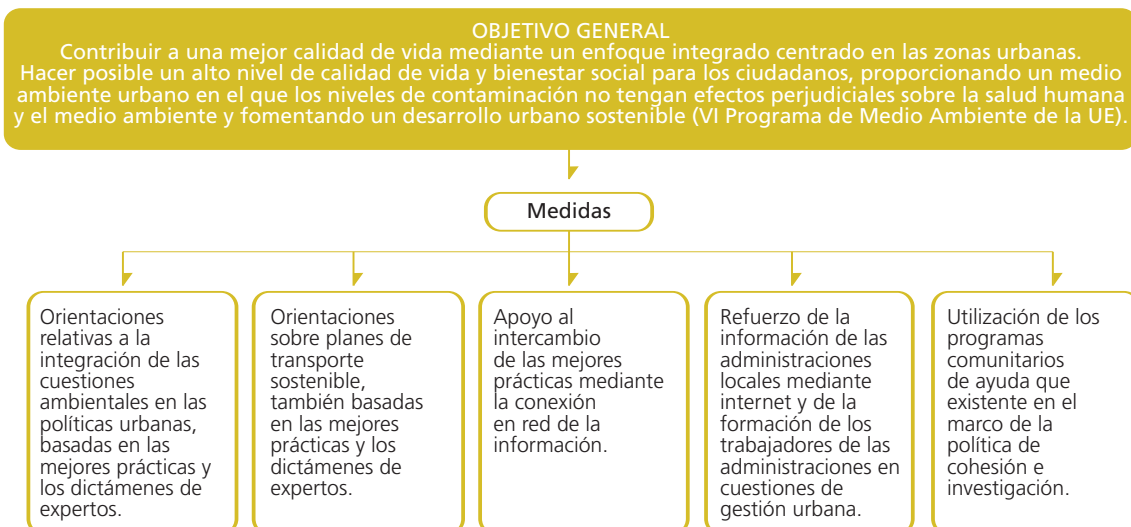 OBJETIVO GENERAL
Contribuir a una mejor calidad de vida mediante un enfoque integrado centrado en las zonas urbanas.
Hacer posible un alto nivel de calidad de vida y bienestar social para los ciudadanos, proporcionando un medio
ambiente urbano en el que los niveles de contaminación no tengan efectos perjudiciales sobre la salud humana
y el medio ambiente y fomentando un desarrollo urbano sostenible (VI Programa de Medio Ambiente de la UE).
Medidas
Orientaciones
relativas a la
integración de las
cuestiones
ambientales en las
políticas urbanas,
basadas en las
mejores prácticas y
los dictámenes de
expertos.
Orientaciones
sobre planes de
transporte
sostenible,
también basadas
en las mejores
prácticas y los
dictámenes de
expertos.
Apoyo al
intercambio
de las mejores
prácticas mediante
la conexión
en red de la
información.
Refuerzo de la
información de las
administraciones
locales mediante
internet y de la
formación de los
trabajadores de las
administraciones en
cuestiones de
gestión urbana.
Utilización de los
programas
comunitarios
de ayuda que
existente en el
marco de la
política de
cohesión e
investigación.